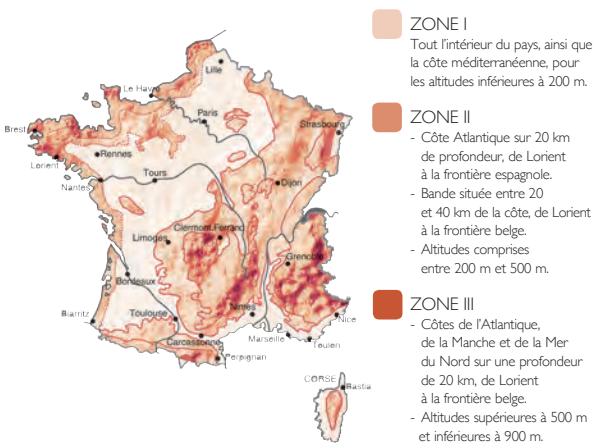 ZONE I
Tout l'intérieur du pays, ainsi que
la côte méditerranéenne, pour
les altitudes inférieures à 200 m.
ZONE II
- Côte Atlantique sur 20 km
de profondeur, de Lorient
à la frontière espagnole.
- Bande située entre 20
et 40 km de la côte, de Lorient
à la frontière belge.
- Altitudes comprises
entre 200 m et 500 m.
ZONE III
- Côtes de l'Atlantique,
de la Manche et de la Mer
du Nord sur une profondeur
de 20 km, de Lorient
à la frontière belge.
- Altitudes supérieures à 500 m
et inférieures à 900 m.
Lille
Le Havre
Paris
Strasbourg
Brest
Rennes
Lorient
Tours
Nantes
Dijon
Clermont-Ferrand
Limoges
Grenoble
Bordeaux
Biarritz
Toulouse
Nimes
Nice
Marseille
Toulon
Carcassonne
Perpignan
CORSE
Bastia